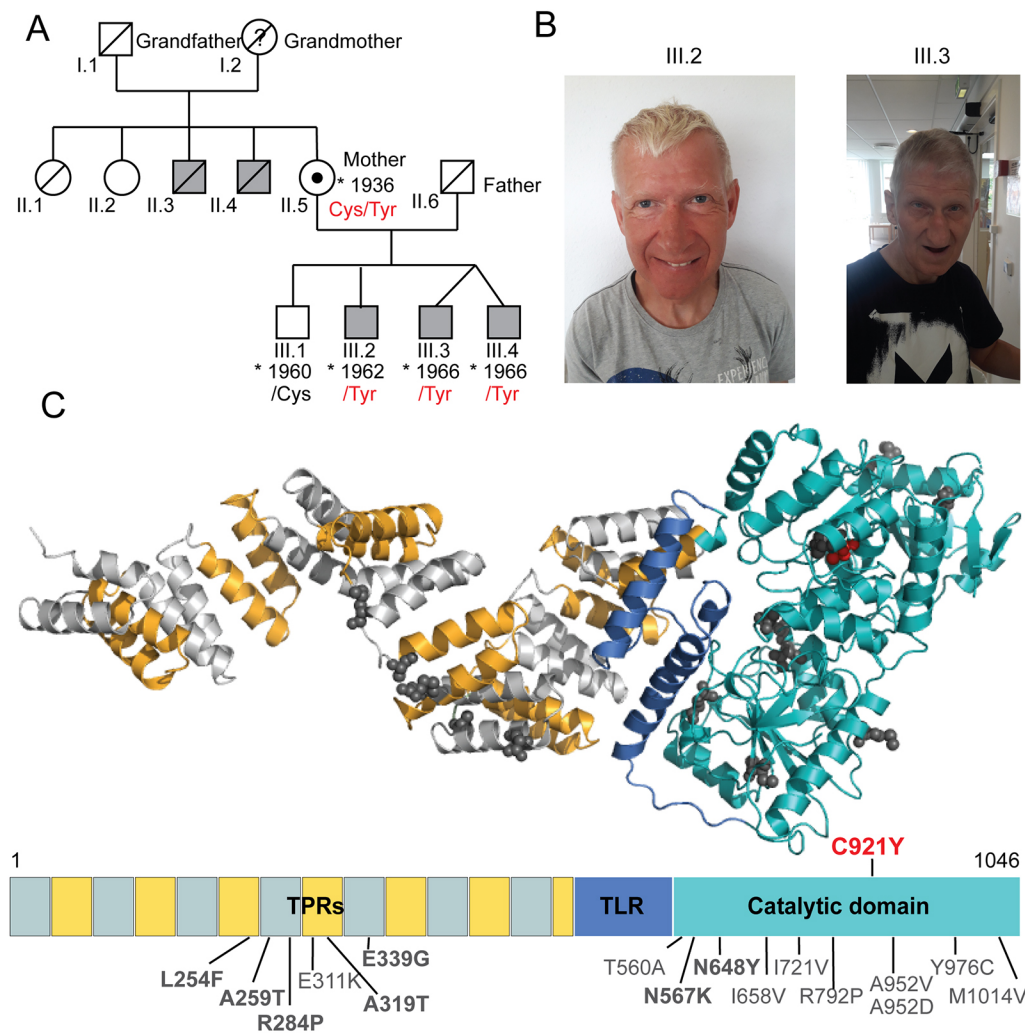 A
Grandfather
?
Grandmother
I.1
I.2
II.1
II.2
II.3
II.4
II.5
Mother
* 1936
Cys/Tyr
II.6
Father
III.1
* 1960
/Cys
III.2
* 1962
/Tyr
III.3
* 1966
/Tyr
III.4
* 1966
/Tyr
B
III.2
III.3
C
C921Y
1
1046
TPRs
TLR
Catalytic domain
L254F
A259T
R284P
E311K
A319T
E339G
T560A
N567K
N648Y
I658V
I721V
R792P
A952V
A952D
Y976C
M1014V